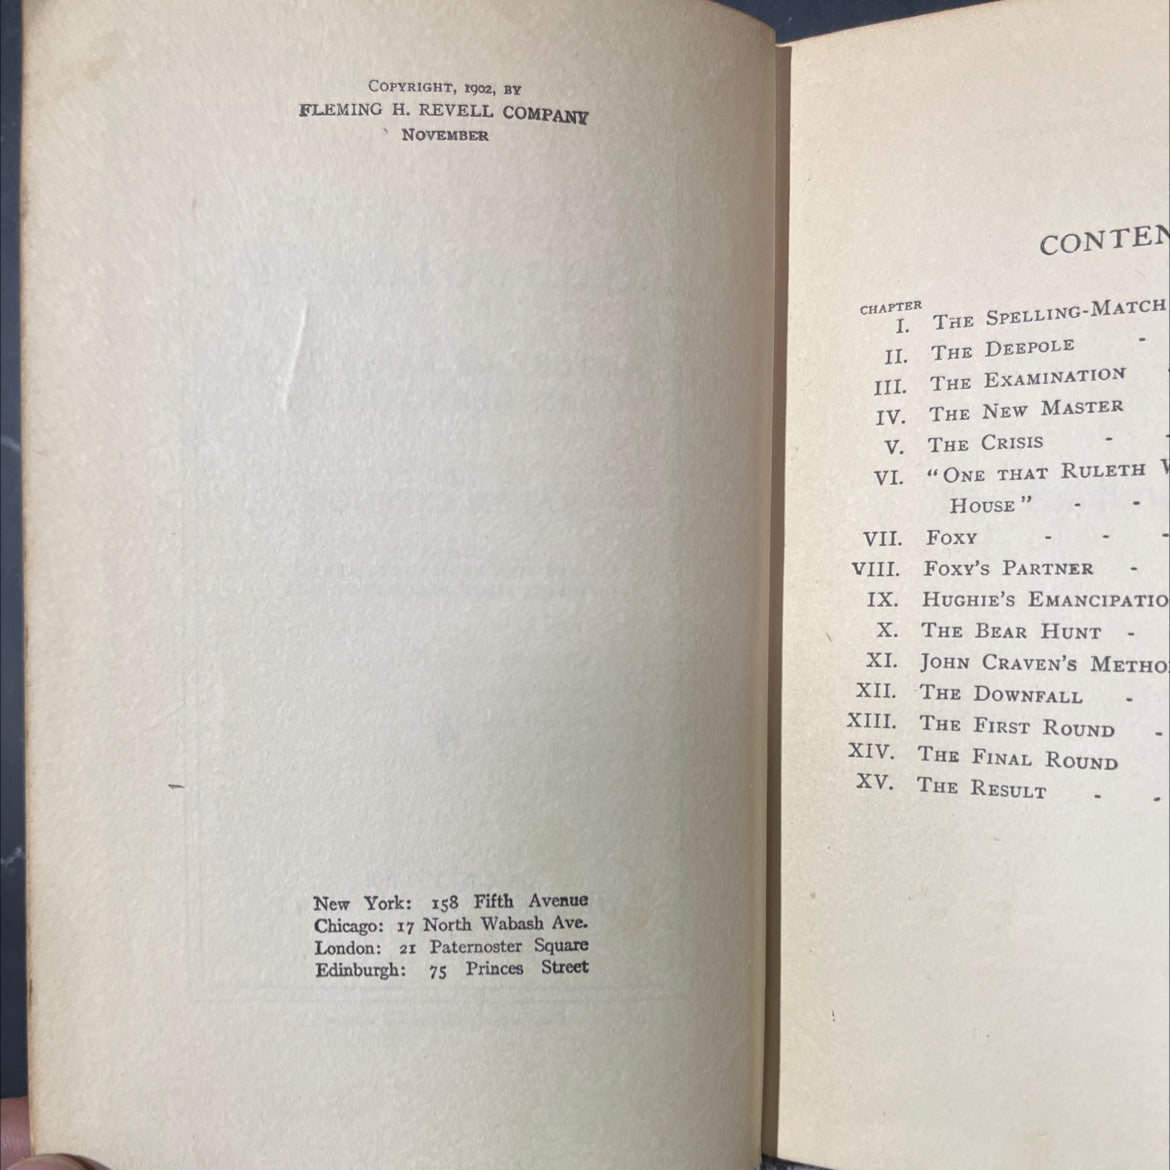 COPYRIGHT, 1902, BY
FLEMING H. REVELL COMPANY
NOVEMBER
New York: 158 Fifth Avenue
Chicago: 17 North Wabash Ave.
London: 21 Paternoster Square
Edinburgh: 75 Princes Street
CONTEN
CHAPTER
I. THE SPELLING-MATCH
II. THE DEEPOLE -
III. THE EXAMINATION -
IV. THE NEW MASTER
V. THE CRISIS - -
VI. "ONE THAT RULETH W
HOUSE" - -
VII. FOXY - - -
VIII. FOXY'S PARTNER -
IX. HUGHIE'S EMANCIPATIO
X. THE BEAR HUNT -
XI. JOHN CRAVEN'S METHO
XII. THE DOWNFALL -
XIII. THE FIRST ROUND -
XIV. THE FINAL ROUND
XV. THE RESULT - -